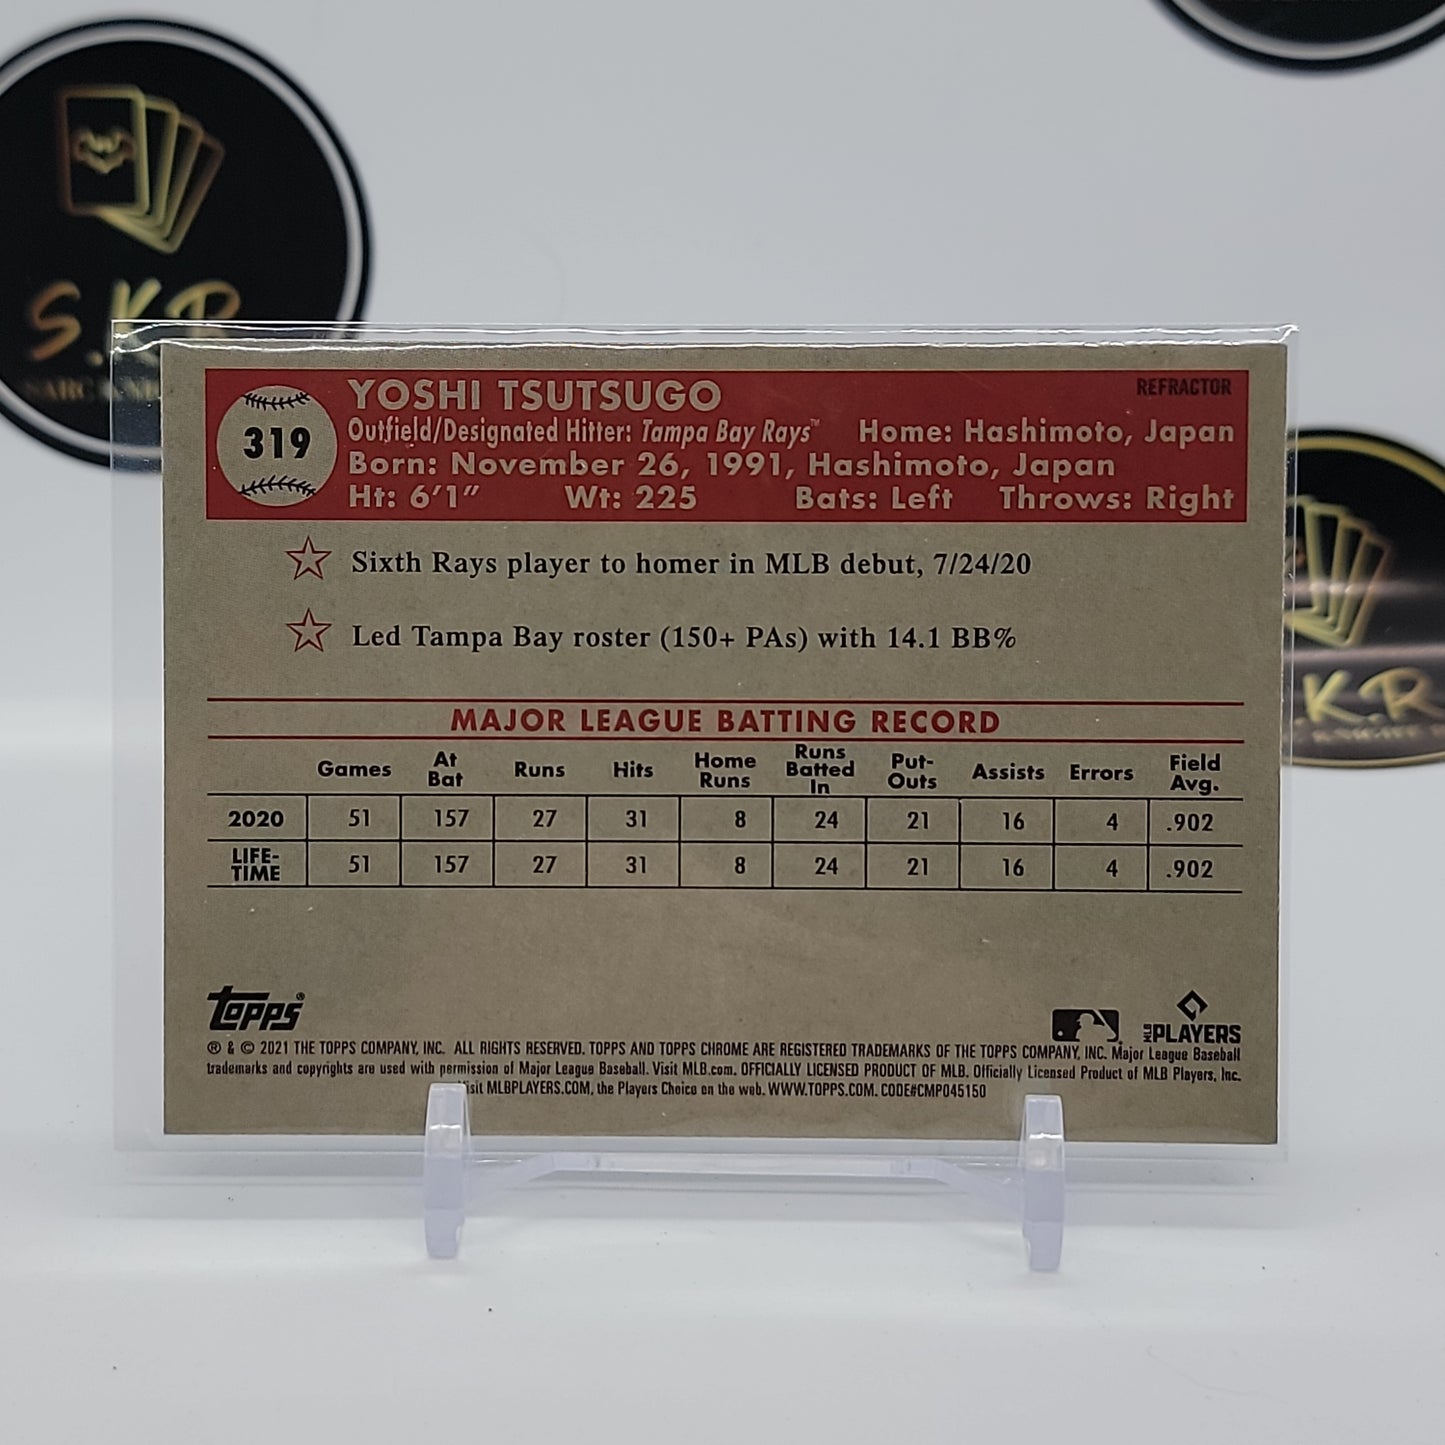 S.K.R
319
YOSHI TSUTSUGO
REFRACTOR
Outfield/Designated Hitter: Tampa Bay Rays™ Home: Hashimoto, Japan
Born: November 26, 1991, Hashimoto, Japan
Ht: 6'1" Wt: 225 Bats: Left Throws: Right
Sixth Rays player to homer in MLB debut, 7/24/20
Led Tampa Bay roster (150+ PAs) with 14.1 BB%
MAJOR LEAGUE BATTING RECORD
Games At Bat Runs Hits Home Runs Runs Batted In Put-Outs Assists Errors Field Avg.
2020 51 157 27 31 8 24 21 16 4 .902
LIFE-TIME 51 157 27 31 8 24 21 16 4 .902
Topps®
MLB PLAYERS
® & © 2021 THE TOPPS COMPANY, INC. ALL RIGHTS RESERVED. TOPPS AND TOPPS CHROME ARE REGISTERED TRADEMARKS OF THE TOPPS COMPANY, INC. Major League Baseball
trademarks and copyrights are used with permission of Major League Baseball. Visit MLB.com. OFFICIALLY LICENSED PRODUCT OF MLB. Officially Licensed Product of MLB Players, Inc.
Visit MLBPLAYERS.COM, the Players Choice on the web. WWW.TOPPS.COM. CODE#CMP045150
.K.R